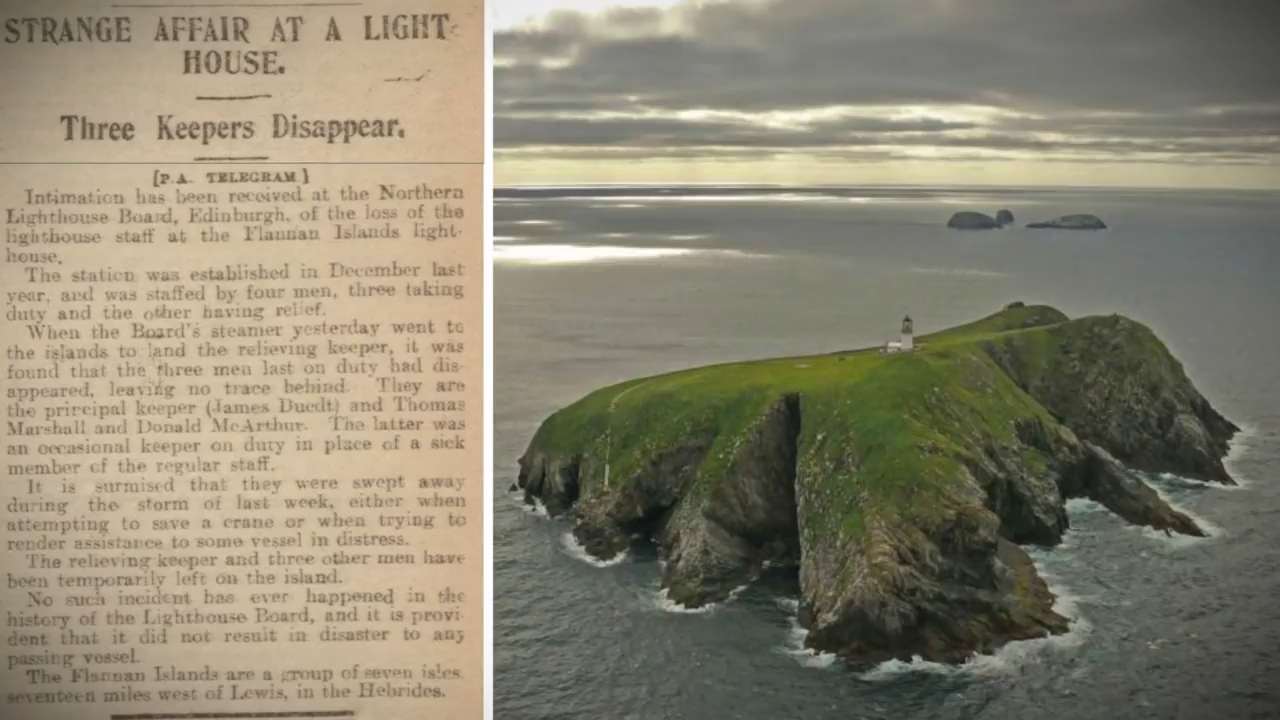 STRANGE AFFAIR AT A LIGHT-
HOUSE.
Three Keepers Disappear.
[P.A. TELEGRAM]
Intimation has been received at the Northern
Lighthouse Board, Edinburgh, of the loss of the
lighthouse staff at the Flannan Islands light-
house.
The station was established in December last
year, and was staffed by four men, three taking
duty and the other having relief.
When the Board's steamer yesterday went to
the islands to land the relieving keeper, it was
found that the three men last on duty had dis-
appeared, leaving no trace behind. They are
the principal keeper (James Ducdt) and Thomas
Marshall and Donald McArthur. The latter was
an occasional keeper on duty in place of a sick
member of the regular staff.
It is surmised that they were swept away
during the storm of last week, either when
attempting to save a crane or when trying to
render assistance to some vessel in distress.
The relieving keeper and three other men have
been temporarily left on the island.
No such incident has ever happened in the
history of the Lighthouse Board, and it is provi-
dent that it did not result in disaster to any
passing vessel.
The Flannan Islands are a group of seven isles,
seventeen miles west of Lewis, in the Hebrides.